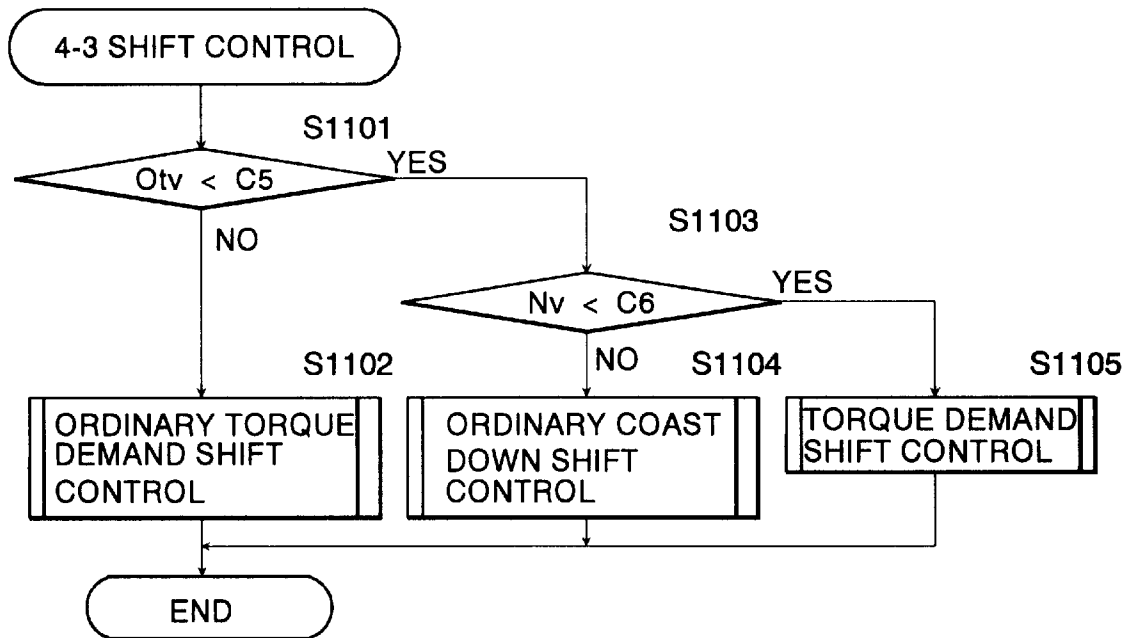 4-3 SHIFT CONTROL
S1101
Otv < C5
YES
NO
S1103
Nv < C6
YES
NO
S1102
S1104
S1105
ORDINARY TORQUE
DEMAND SHIFT
CONTROL
ORDINARY COAST
DOWN SHIFT
CONTROL
TORQUE DEMAND
SHIFT CONTROL
END